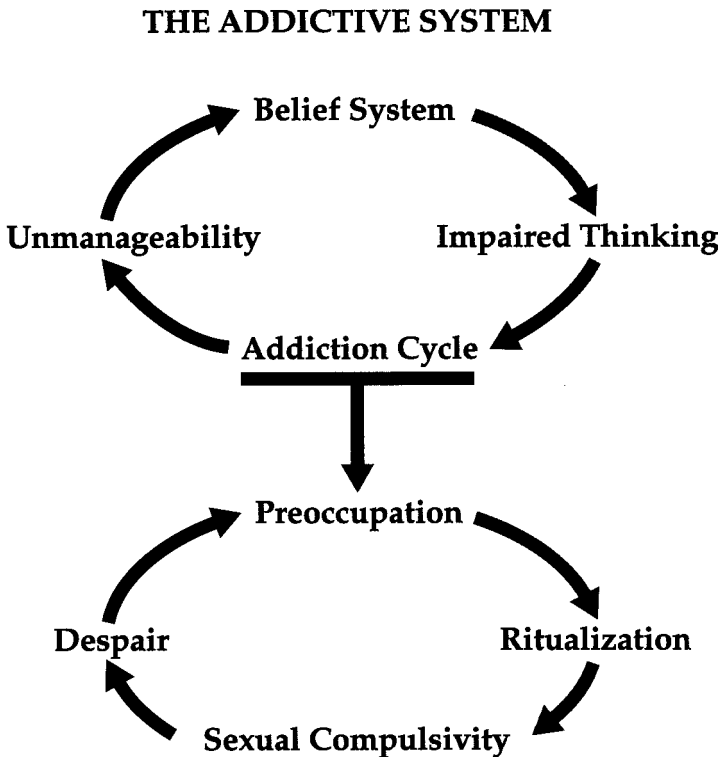 THE ADDICTIVE SYSTEM
Belief System
Unmanageability
Impaired Thinking
Addiction Cycle
Preoccupation
Despair
Ritualization
Sexual Compulsivity